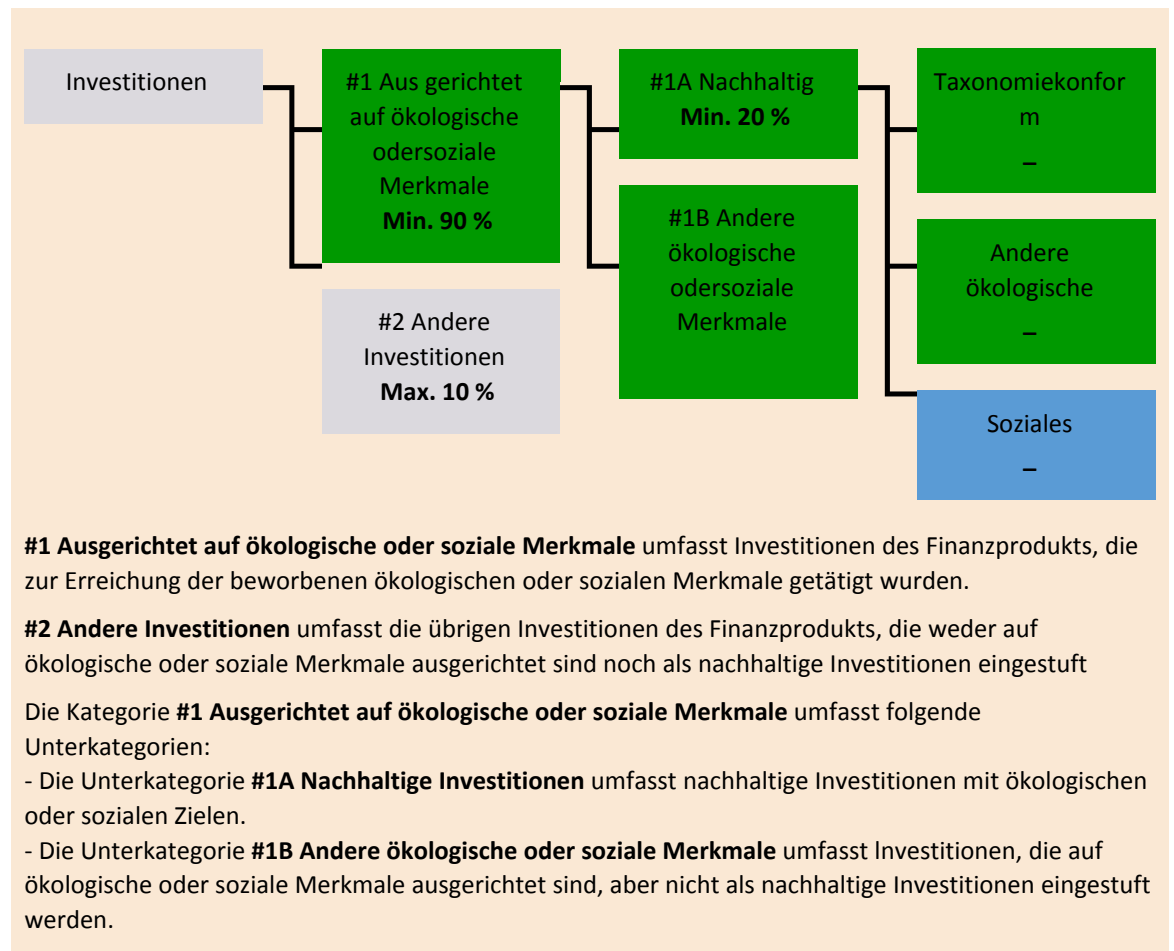 Investitionen
#1 Aus gerichtet
auf ökologische
odersoziale
Merkmale
Min. 90 %
#2 Andere
Investitionen
Max. 10 %
#1A Nachhaltig
Min. 20 %
#1B Andere
ökologische
odersoziale
Merkmale
Taxonomiekonfor
m
–
Andere
ökologische
–
Soziales
–
#1 Ausgerichtet auf ökologische oder soziale Merkmale umfasst Investitionen des Finanzprodukts, die
zur Erreichung der beworbenen ökologischen oder sozialen Merkmale getätigt wurden.
#2 Andere Investitionen umfasst die übrigen Investitionen des Finanzprodukts, die weder auf
ökologische oder soziale Merkmale ausgerichtet sind noch als nachhaltige Investitionen eingestuft
Die Kategorie #1 Ausgerichtet auf ökologische oder soziale Merkmale umfasst folgende
Unterkategorien:
- Die Unterkategorie #1A Nachhaltige Investitionen umfasst nachhaltige Investitionen mit ökologischen
oder sozialen Zielen.
- Die Unterkategorie #1B Andere ökologische oder soziale Merkmale umfasst lnvestitionen, die auf
ökologische oder soziale Merkmale ausgerichtet sind, aber nicht als nachhaltige Investitionen eingestuft
werden.